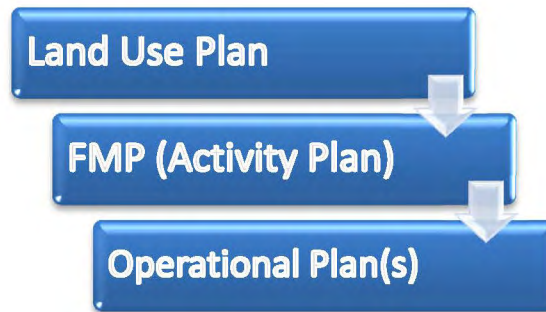 Land Use Plan
FMP (Activity Plan)
Operational Plan(s)